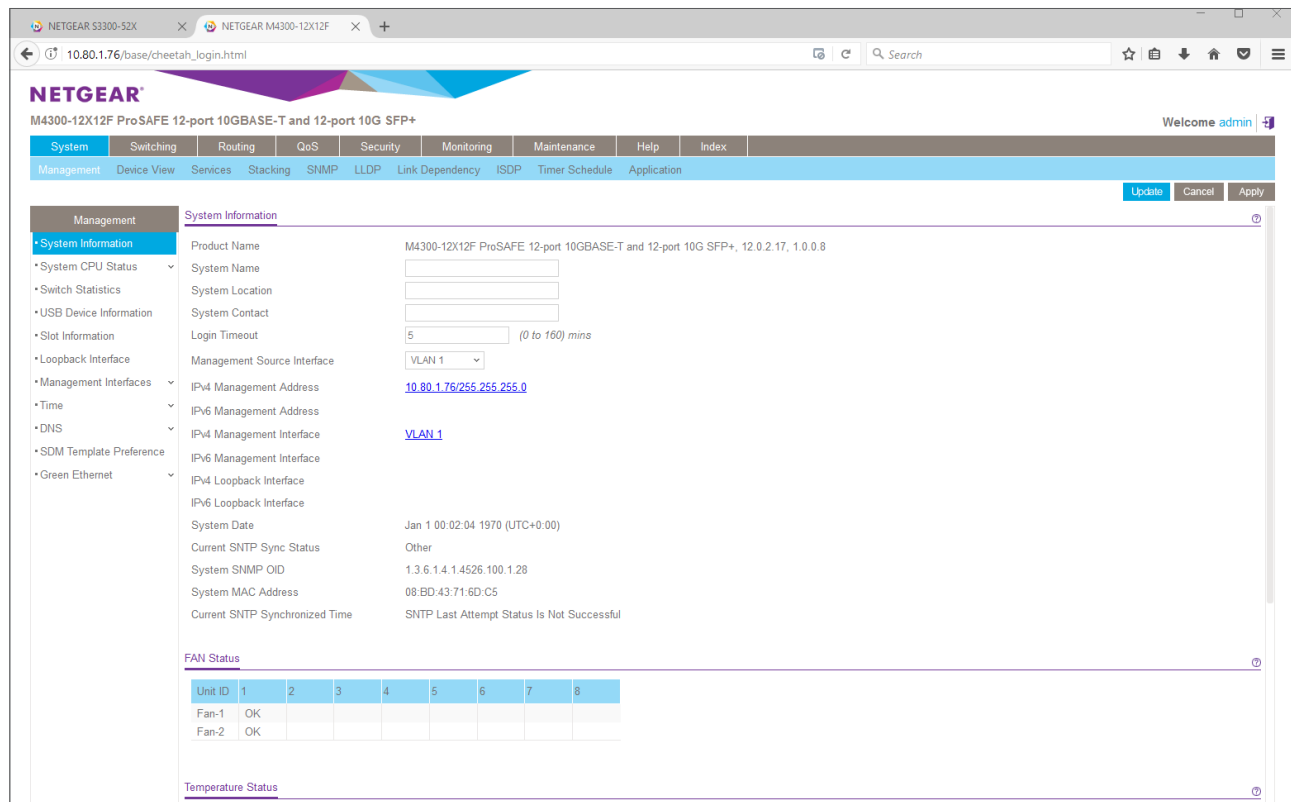 NETGEAR S3300-52X
NETGEAR M4300-12X12F
10.80.1.76/base/cheetah_login.html
Search
NETGEAR®
M4300-12X12F ProSAFE 12-port 10GBASE-T and 12-port 10G SFP+
Welcome admin
System Switching Routing QoS Security Monitoring Maintenance Help Index
Management Device View Services Stacking SNMP LLDP Link Dependency ISDP Timer Schedule Application
Update Cancel Apply
Management
System Information
System CPU Status
Switch Statistics
USB Device Information
Slot Information
Loopback Interface
Management Interfaces
Time
DNS
SDM Template Preference
Green Ethernet
System Information
Product Name M4300-12X12F ProSAFE 12-port 10GBASE-T and 12-port 10G SFP+, 12.0.2.17, 1.0.0.8
System Name
System Location
System Contact
Login Timeout 5 (0 to 160) mins
Management Source Interface VLAN 1
IPv4 Management Address 10.80.1.76/255.255.255.0
IPv6 Management Address
IPv4 Management Interface VLAN 1
IPv6 Management Interface
IPv4 Loopback Interface
IPv6 Loopback Interface
System Date Jan 1 00:02:04 1970 (UTC+0:00)
Current SNTP Sync Status Other
System SNMP OID 1.3.6.1.4.1.4526.100.1.28
System MAC Address 08:BD:43:71:6D:C5
Current SNTP Synchronized Time SNTP Last Attempt Status Is Not Successful
FAN Status
Unit ID 1 2 3 4 5 6 7 8
Fan-1 OK
Fan-2 OK
Temperature Status